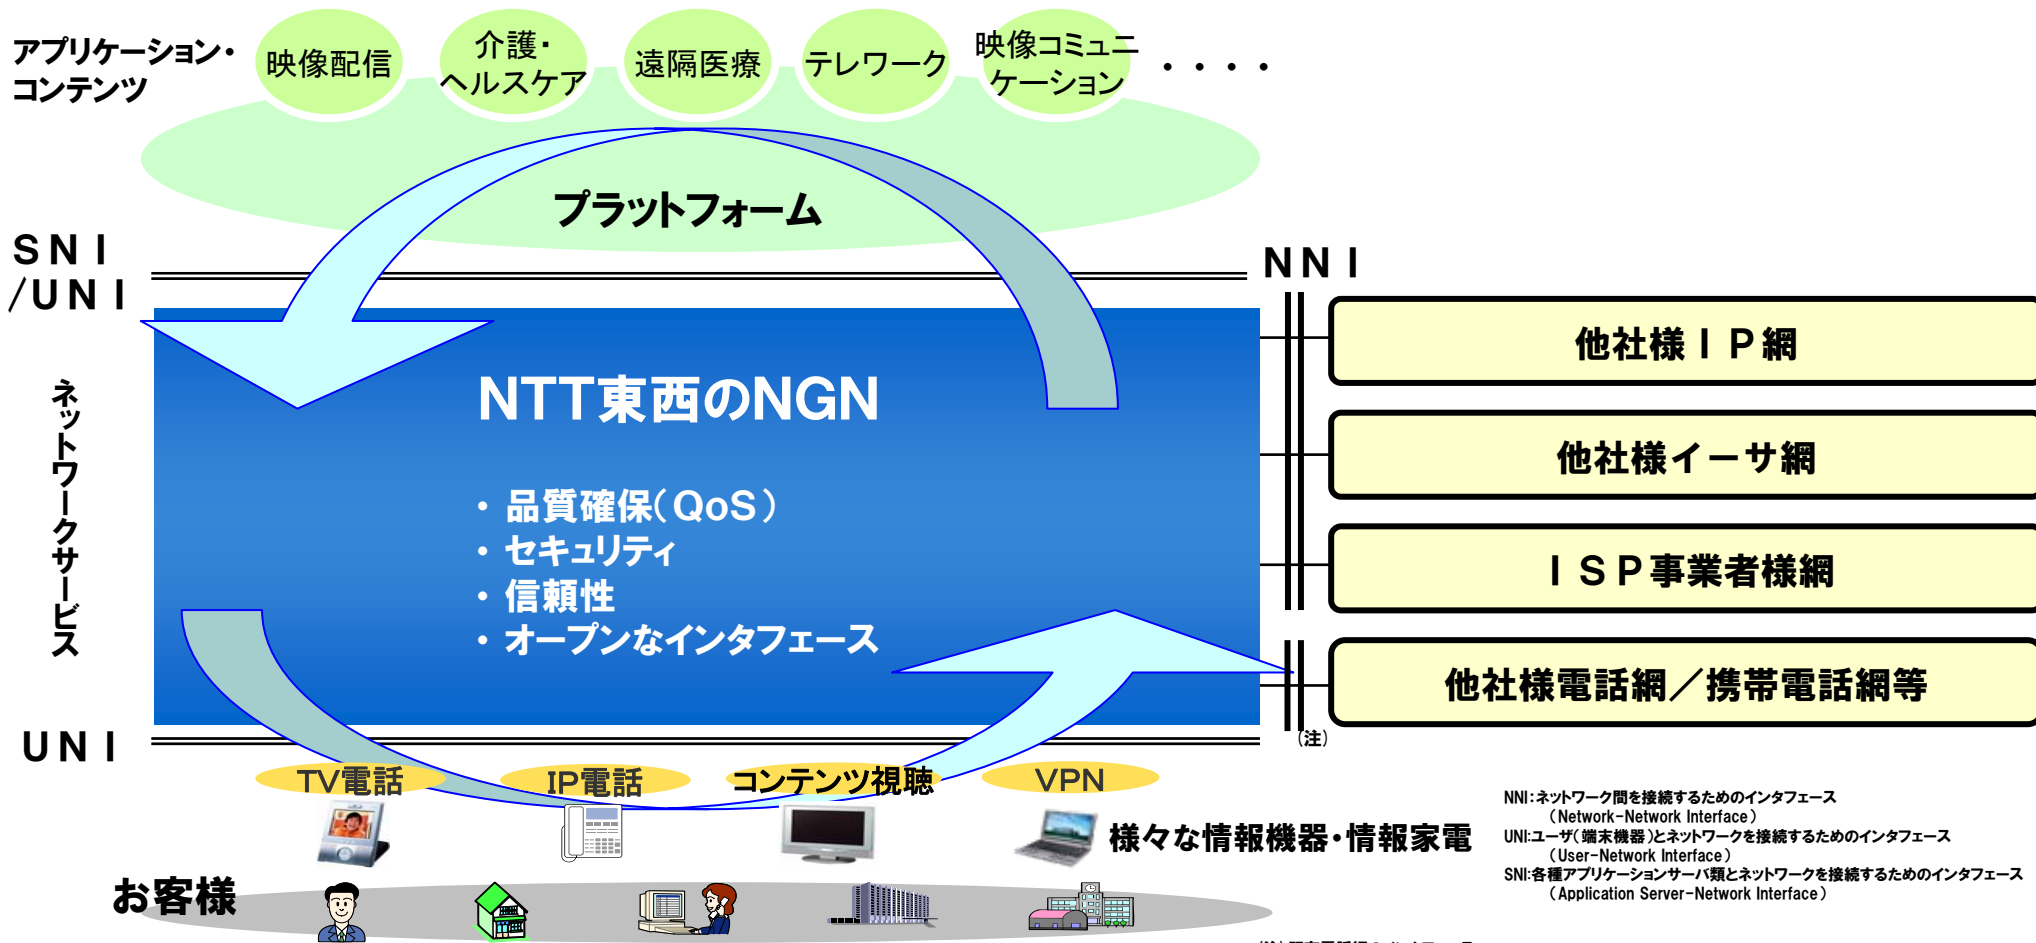 アプリケーション・
コンテンツ
映像配信
介護・
ヘルスケア
遠隔医療
テレワーク
映像コミュニ
ケーション
・・・・
プラットフォーム
SNI
/UNI
NNI
ネットワークサービス
NTT東西のNGN
・品質確保(QoS)
・セキュリティ
・信頼性
・オープンなインタフェース
他社様IP網
他社様イーサ網
ISP事業者様網
他社様電話網／携帯電話網等
(注)
UNI
TV電話
IP電話
コンテンツ視聴
VPN
様々な情報機器・情報家電
お客様
NNI:ネットワーク間を接続するためのインタフェース
(Network-Network Interface)
UNI:ユーザ(端末機器)とネットワークを接続するためのインタフェース
(User-Network Interface)
SNI:各種アプリケーションサーバ類とネットワークを接続するためのインタフェース
(Application Server-Network Interface)